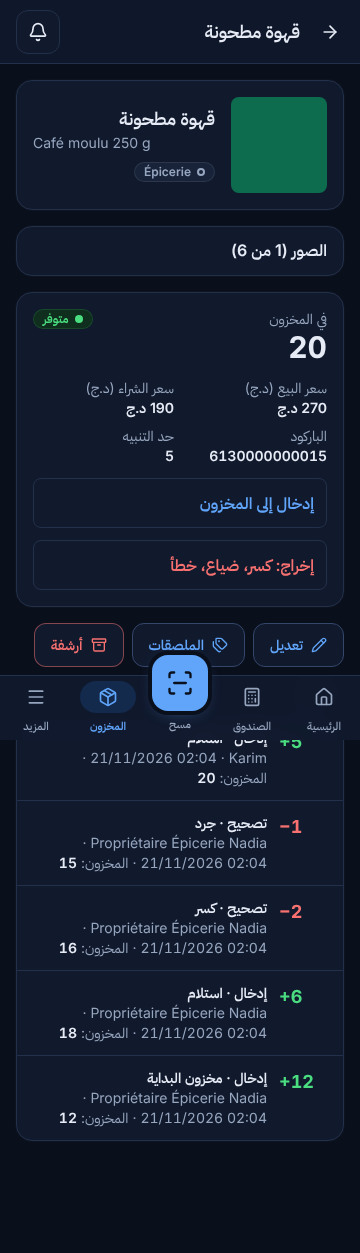 قهوة مطحونة
قهوة مطحونة
Café moulu 250 g
Épicerie
الصور (1 من 6)
في المخزون
متوفر
20
سعر البيع (د.ج)
سعر الشراء (د.ج)
270 د.ج
190 د.ج
الباركود
حد التنبيه
6130000000015
5
إدخال إلى المخزون
إخراج: كسر، ضياع، خطأ
تعديل
الملصقات
أرشفة
الرئيسية
الصندوق
مسح
المخزون
المزيد
+5
إدخال · استلام
21/11/2026 02:04 · Karim ·
المخزون: 20
−1
تصحيح · جرد
Propriétaire Épicerie Nadia ·
21/11/2026 02:04 · المخزون: 15
−2
تصحيح · كسر
Propriétaire Épicerie Nadia ·
21/11/2026 02:04 · المخزون: 16
+6
إدخال · استلام
Propriétaire Épicerie Nadia ·
21/11/2026 02:04 · المخزون: 18
+12
إدخال · مخزون البداية
Propriétaire Épicerie Nadia ·
21/11/2026 02:04 · المخزون: 12